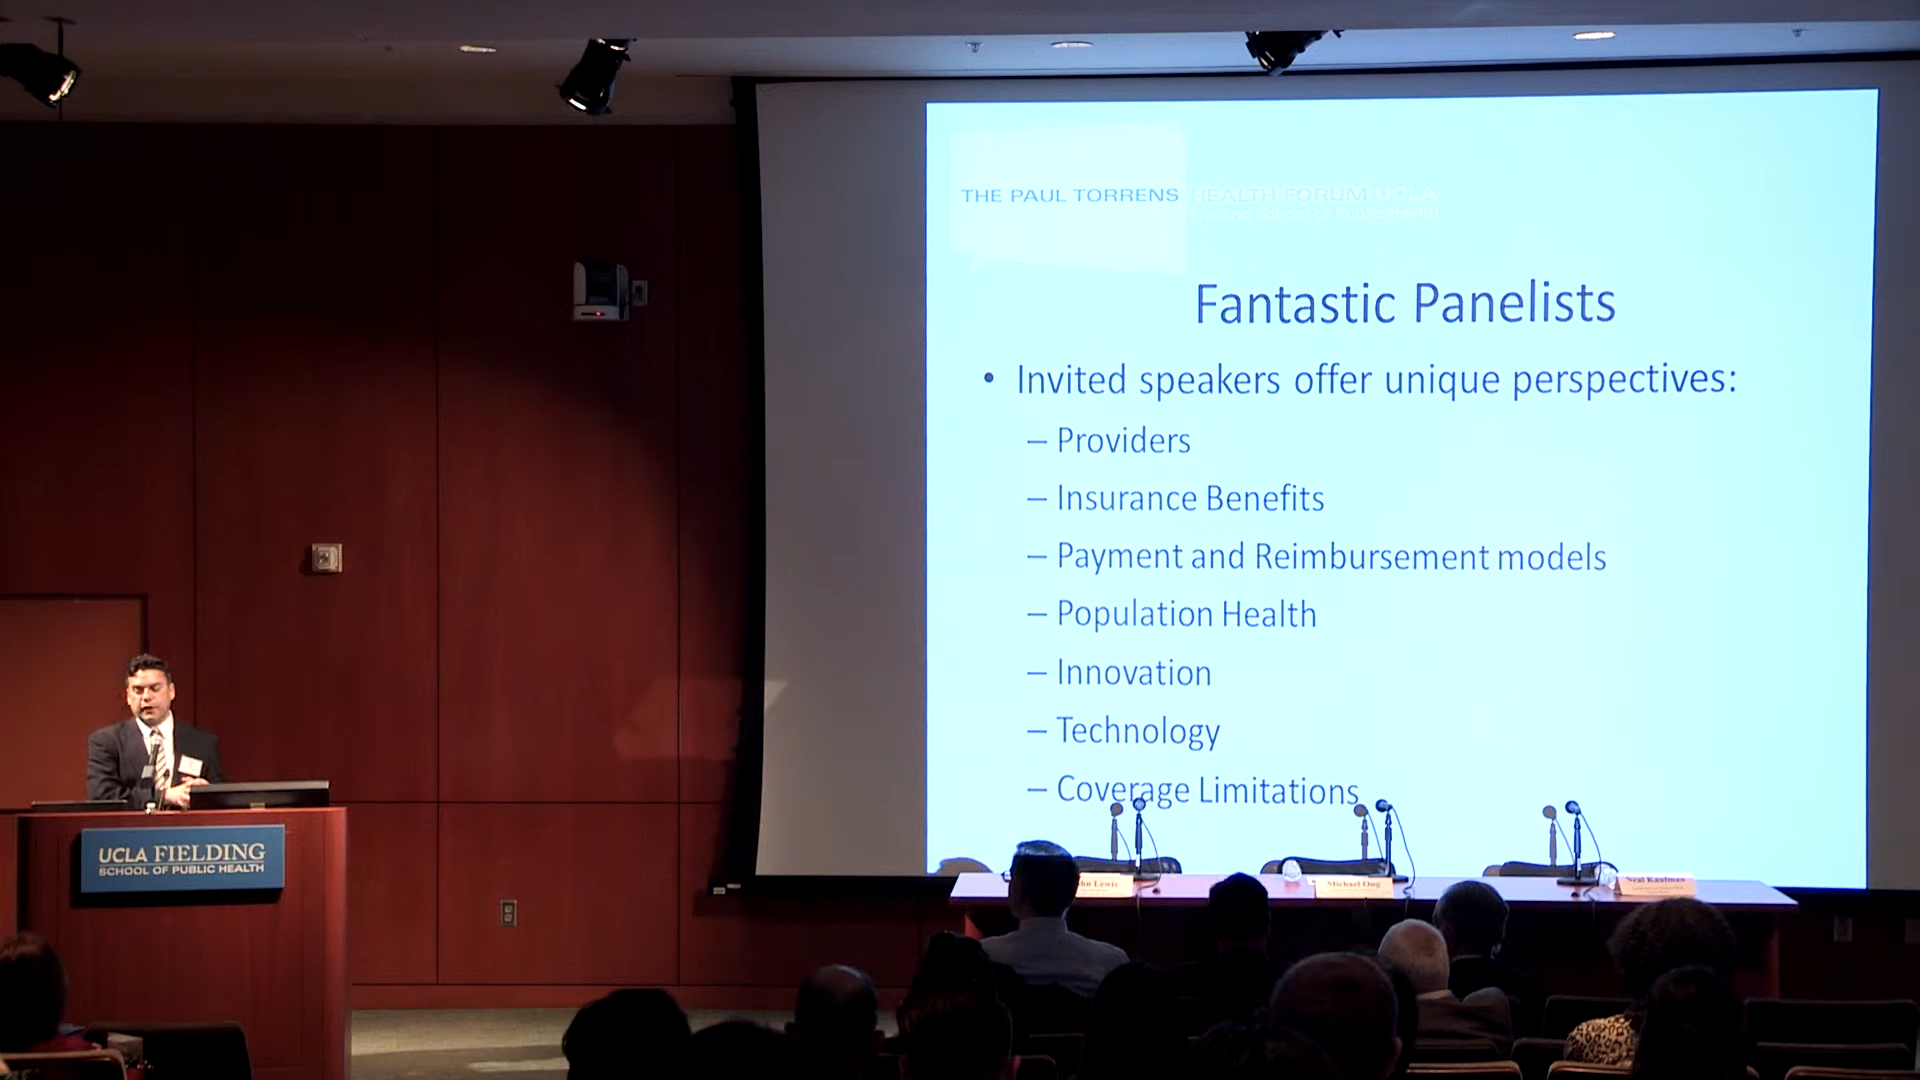 THE PAUL TORRENS HEALTH FORUM UCLA
Fielding School of Public Health
Fantastic Panelists
• Invited speakers offer unique perspectives:
– Providers
– Insurance Benefits
– Payment and Reimbursement models
– Population Health
– Innovation
– Technology
– Coverage Limitations
Lewis
Michael Ong
Neal Kaufman
UCLA FIELDING
SCHOOL OF PUBLIC HEALTH